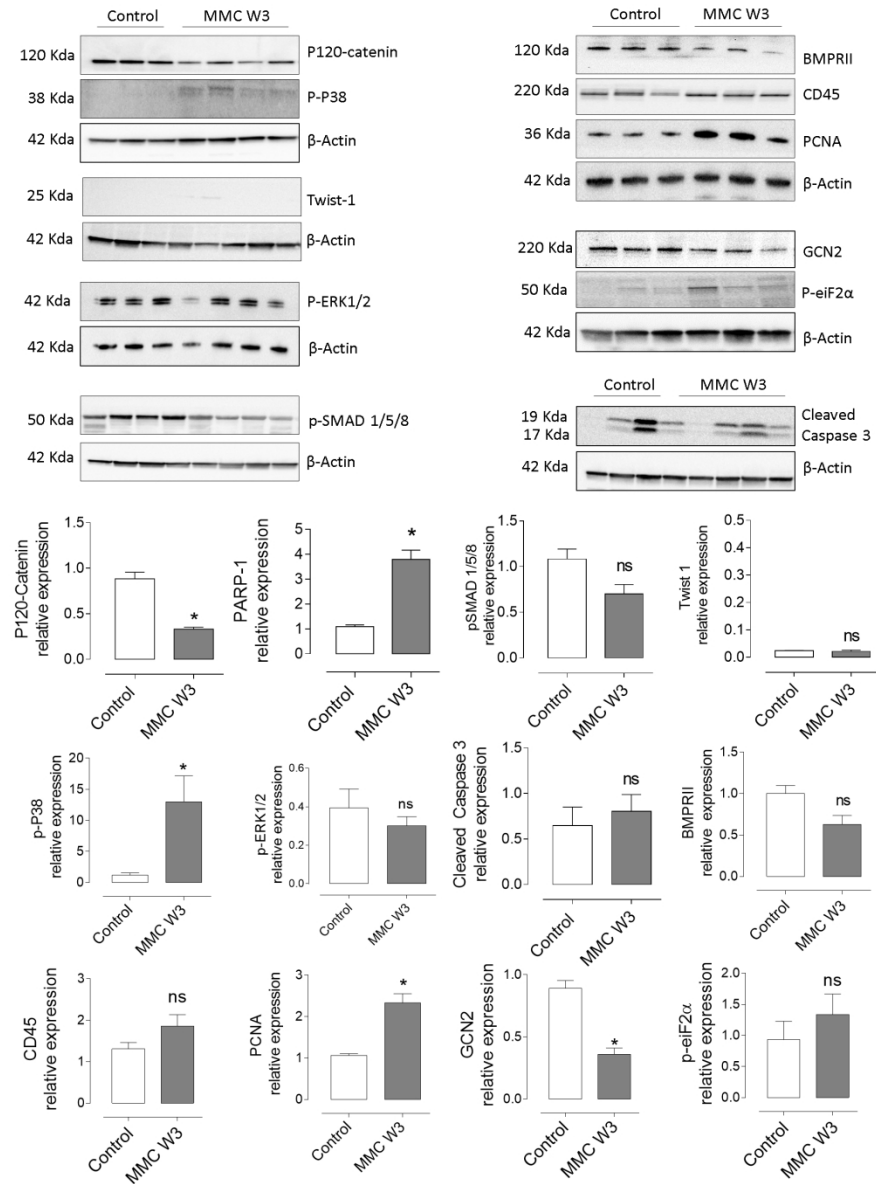 Control MMC W3
120 Kda P120-catenin
38 Kda P-P38
42 Kda β-Actin
25 Kda Twist-1
42 Kda β-Actin
42 Kda P-ERK1/2
42 Kda β-Actin
50 Kda p-SMAD 1/5/8
42 Kda β-Actin
Control MMC W3
120 Kda BMPRII
220 Kda CD45
36 Kda PCNA
42 Kda β-Actin
220 Kda GCN2
50 Kda P-eiF2α
42 Kda β-Actin
Control MMC W3
19 Kda Cleaved
17 Kda Caspase 3
42 Kda β-Actin
P120-Catenin
relative expression
1.5
1.0
0.5
0.0
*
Control
MMC W3
PARP-1
relative expression
5
4
3
2
1
0
*
Control
MMC W3
pSMAD 1/5/8
relative expression
1.5
1.0
0.5
0.0
ns
Control
MMC W3
Twist 1
relative expression
0.5
0.4
0.3
0.2
0.1
0.0
ns
Control
MMC W3
p-P38
relative expression
20
15
10
5
0
*
Control
MMC W3
p-ERK1/2
relative expression
0.6
0.4
0.2
0.0
ns
Control
MMC W3
Cleaved Caspase 3
relative expression
1.5
1.0
0.5
0.0
ns
Control
MMC W3
BMPRII
relative expression
1.5
1.0
0.5
0.0
ns
Control
MMC W3
CD45
relative expression
3
2
1
0
ns
Control
MMC W3
PCNA
relative expression
3
2
1
0
*
Control
MMC W3
GCN2
relative expression
1.0
0.5
0.0
*
Control
MMC W3
p-eiF2α
relative expression
2.0
1.5
1.0
0.5
0.0
ns
Control
MMC W3